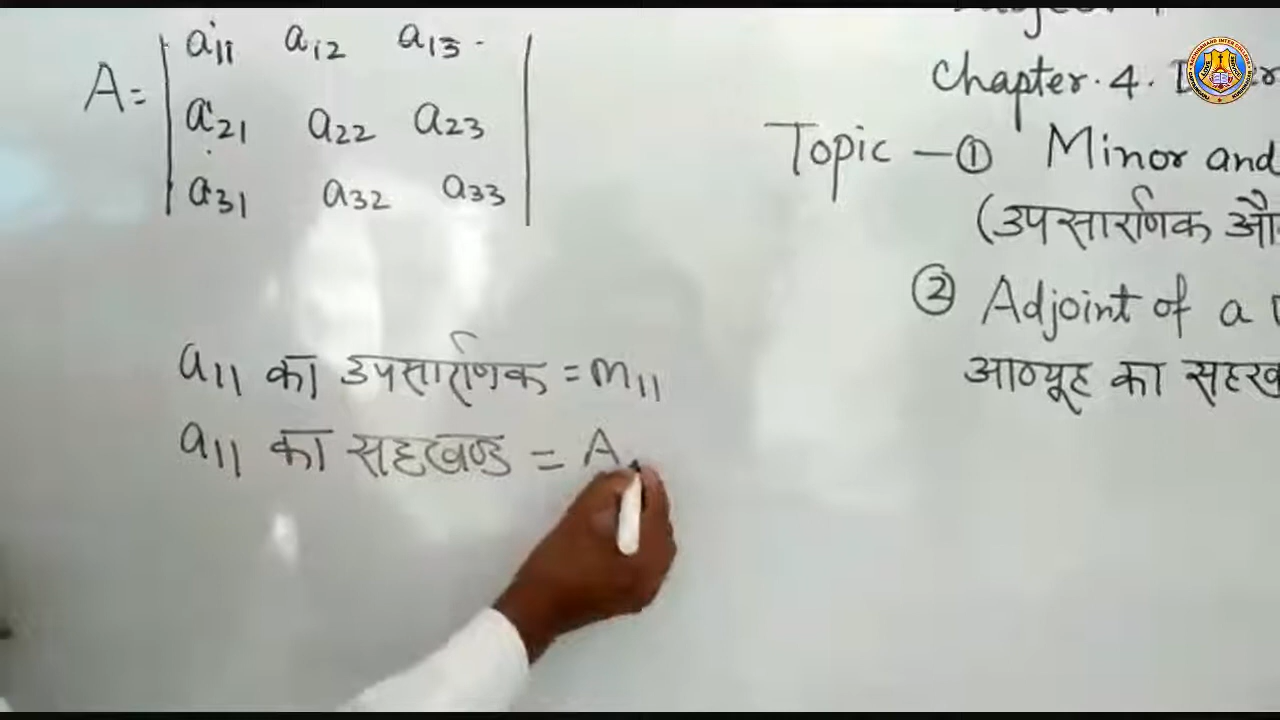 A = | a11 a12 a13 |
| a21 a22 a23 |
| a31 a32 a33 |
a11 का उपसारणिक = m11
a11 का सहखण्ड = A
Chapter. 4.
Topic - ① Minor and
(उपसारणिक और
② Adjoint of a
आव्यूह का सहख